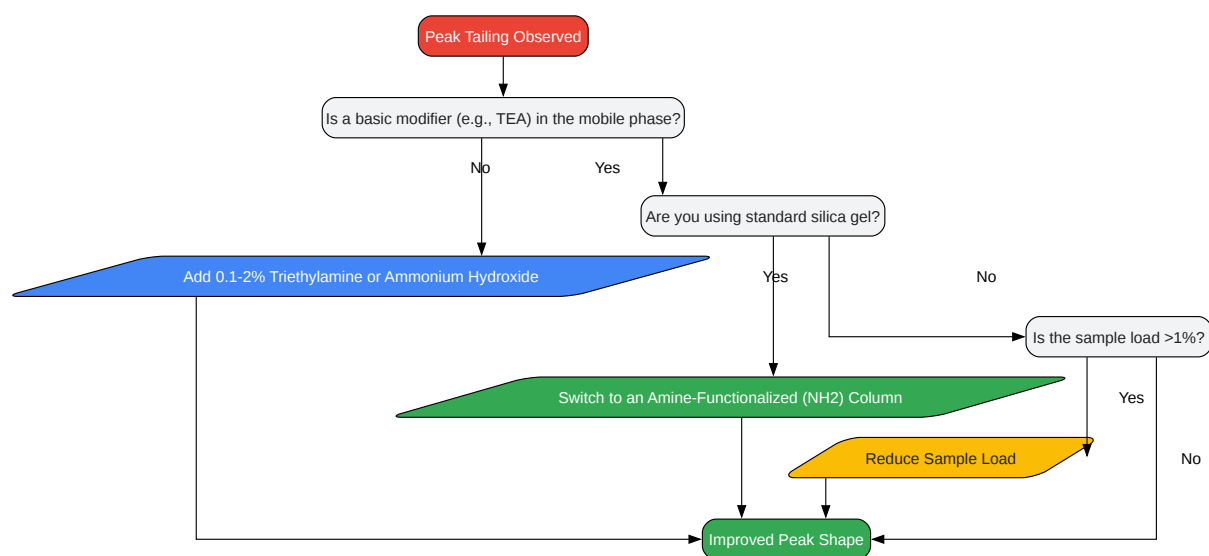 Peak Tailing Observed
Is a basic modifier (e.g., TEA) in the mobile phase?
No
Yes
Are you using standard silica gel?
Add 0.1-2% Triethylamine or Ammonium Hydroxide
Yes
No
Is the sample load >1%?
Switch to an Amine-Functionalized (NH2) Column
Yes
Reduce Sample Load
No
Improved Peak Shape